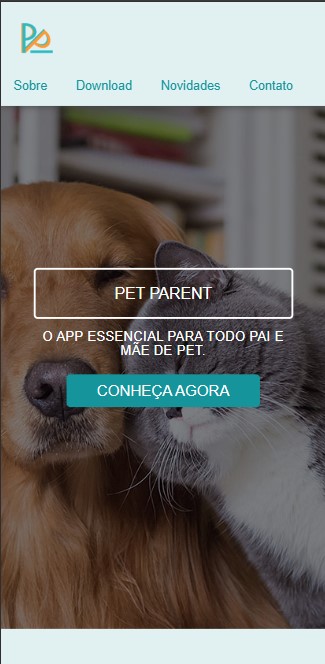 Sobre Download Novidades Contato
PET PARENT
O APP ESSENCIAL PARA TODO PAI E
MÃE DE PET.
CONHEÇA AGORA